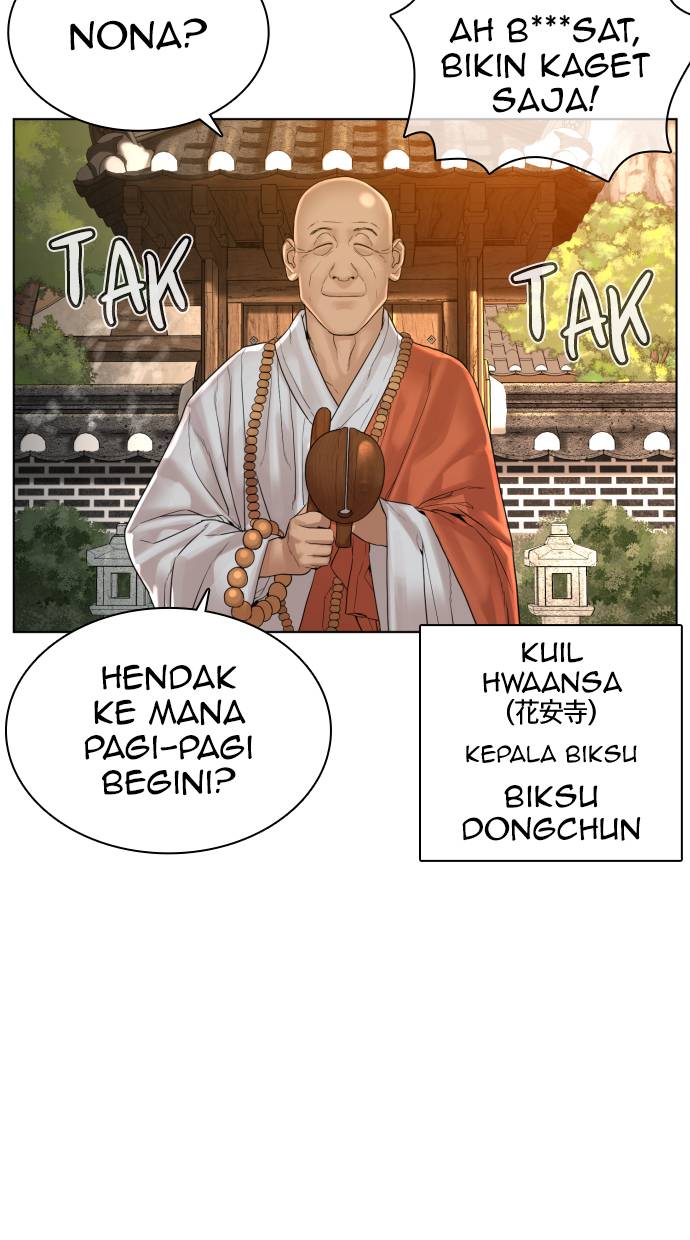 NONA?
AH B***SAT,
BIKIN KAGET
SAJA!
TAK
TAK
HENDAK
KE MANA
PAGI-PAGI
BEGINI?
KUIL
HWAANSA
(花安寺)
KEPALA BIKSU
BIKSU
DONGCHUN